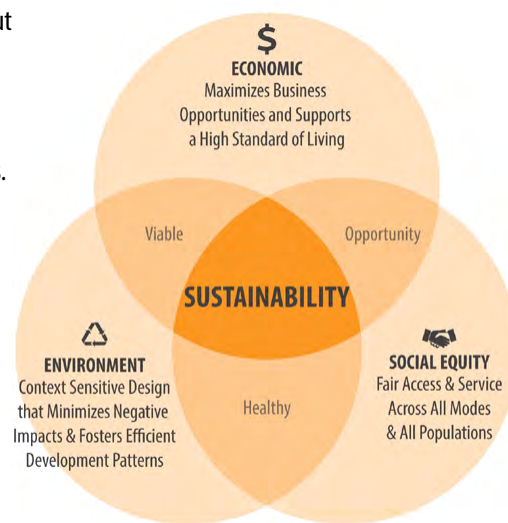 $
ECONOMIC
Maximizes Business
Opportunities and Supports
a High Standard of Living
Viable
Opportunity
SUSTAINABILITY
ENVIRONMENT
Context Sensitive Design
that Minimizes Negative
Impacts & Fosters Efficient
Development Patterns
SOCIAL EQUITY
Fair Access & Service
Across All Modes
& All Populations
Healthy